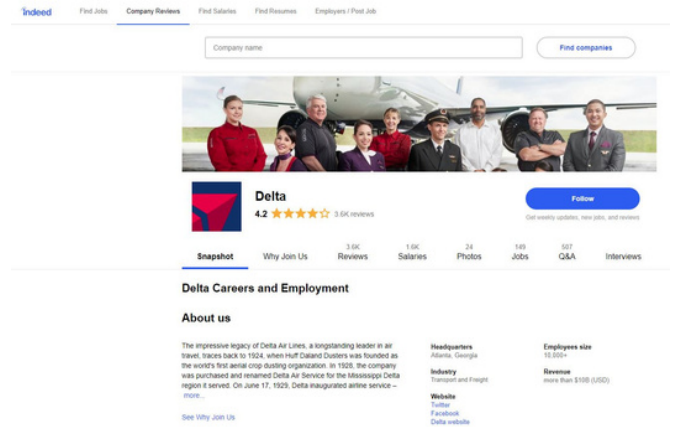 indeed Find Jobs Company Reviews Find Salaries Find Resumes Employers / Post Job
Company name Find companies
Delta
4.2 3.6K reviews
Follow
Get weekly updates, new jobs, and reviews
Snapshot Why Join Us 3.6K Reviews 1.6K Salaries 24 Photos 149 Jobs 507 Q&A Interviews
Delta Careers and Employment
About us
The impressive legacy of Delta Air Lines, a longstanding leader in air
travel, traces back to 1924, when Huff Daland Dusters was founded as
the world's first aerial crop dusting organization. In 1928, the company
was purchased and renamed Delta Air Service for the Mississippi Delta
region it served. On June 17, 1929, Delta inaugurated airline service –
more...
See Why Join Us
Headquarters
Atlanta, Georgia
Employees size
10,000+
Industry
Transport and Freight
Revenue
more than $10B (USD)
Website
Twitter
Facebook
Delta website